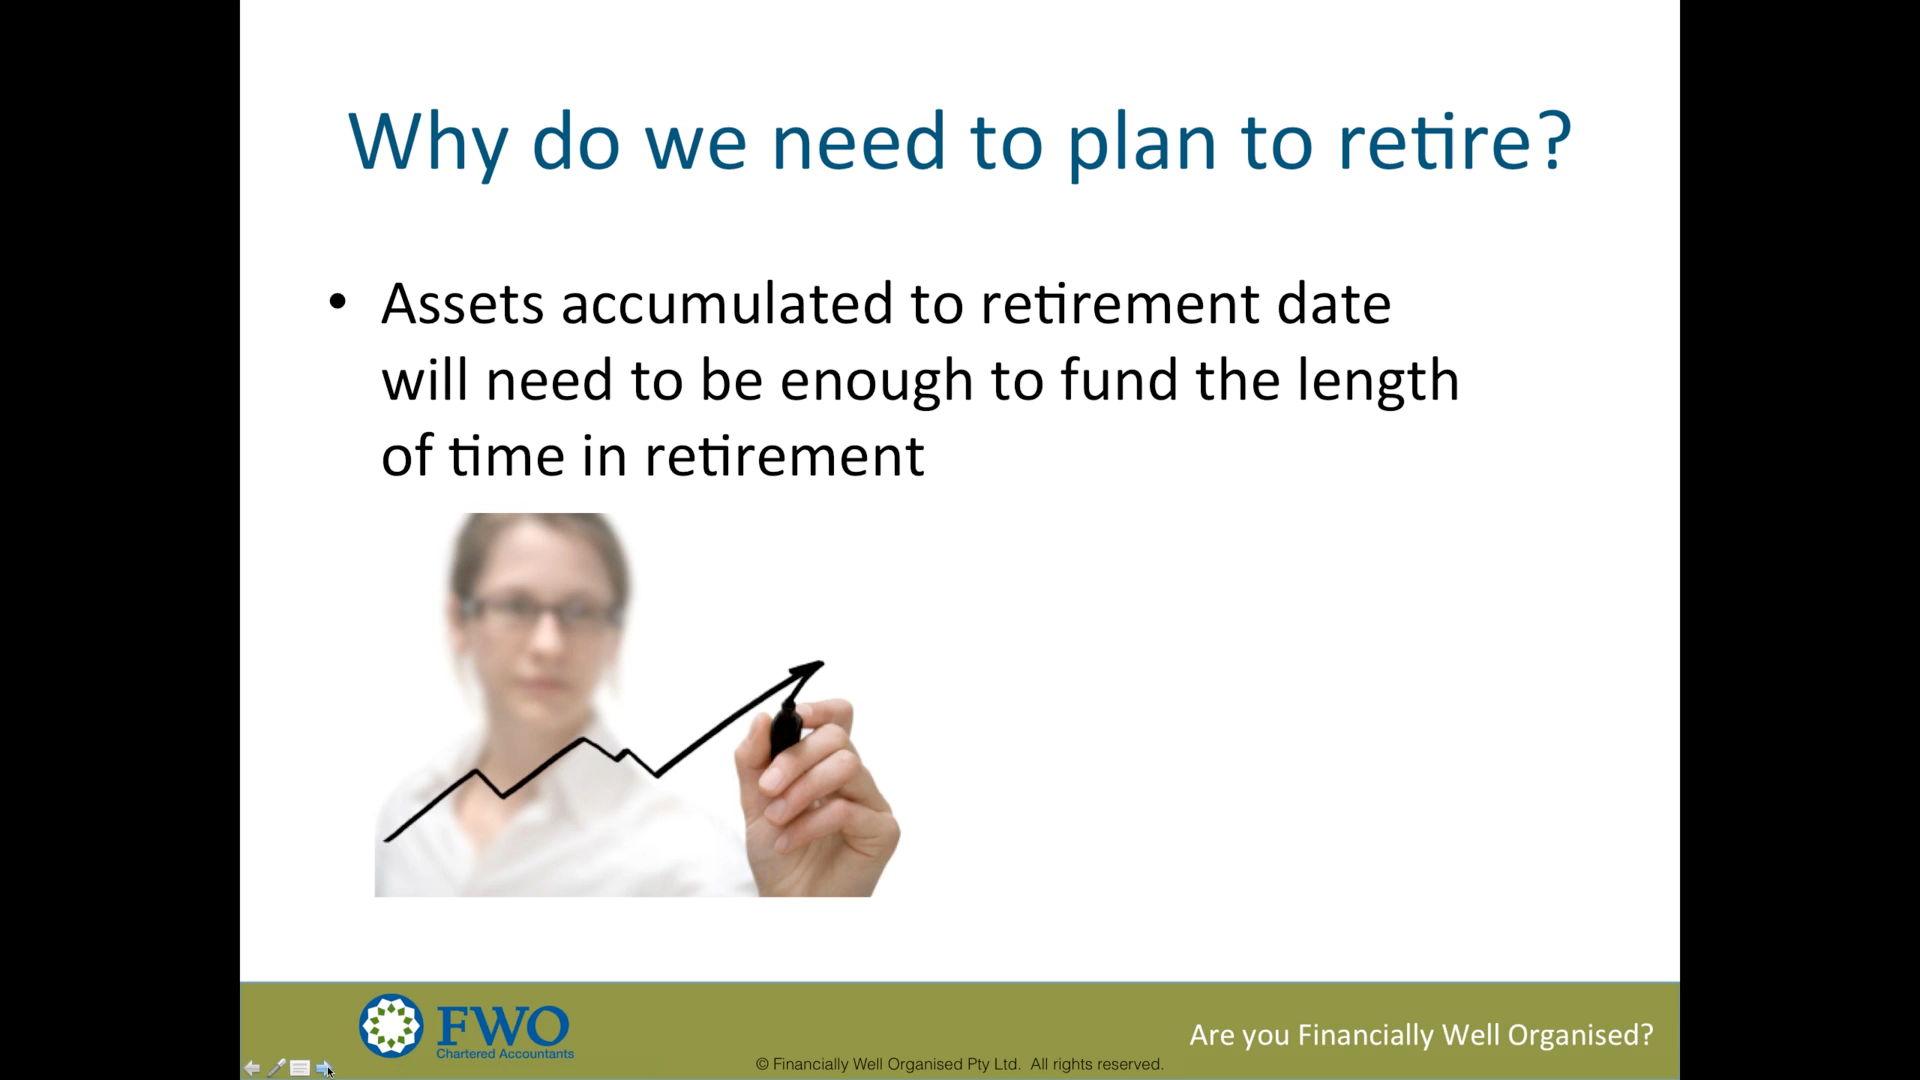 Why do we need to plan to retire?
• Assets accumulated to retirement date
will need to be enough to fund the length
of time in retirement
FWO
Chartered Accountants
© Financially Well Organised Pty Ltd. All rights reserved.
Are you Financially Well Organised?